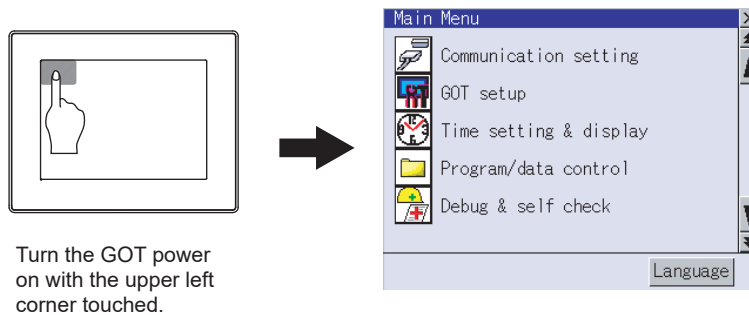 Main Menu
Communication setting
GOT setup
Time setting & display
Program/data control
Debug & self check
Language
Turn the GOT power
on with the upper left
corner touched.